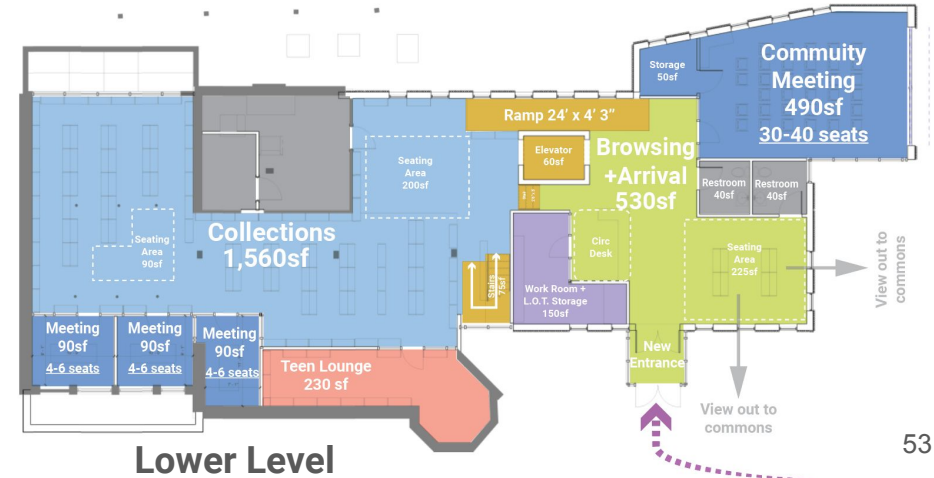 Storage
50sf
Commuity
Meeting
490sf
30-40 seats
Ramp 24’ x 4’ 3”
Elevator
60sf
Browsing
+Arrival
530sf
Seating
Area
200sf
Restroom
40sf
Restroom
40sf
Seating
Area
90sf
Collections
1,560sf
Circ
Desk
Seating
Area
225sf
View out to
commons
Stairs
75sf
Work Room +
L.O.T. Storage
150sf
Meeting
90sf
4-6 seats
Meeting
90sf
4-6 seats
Meeting
90sf
4-6 seats
Teen Lounge
230 sf
New
Entrance
View out to
commons
Lower Level
53